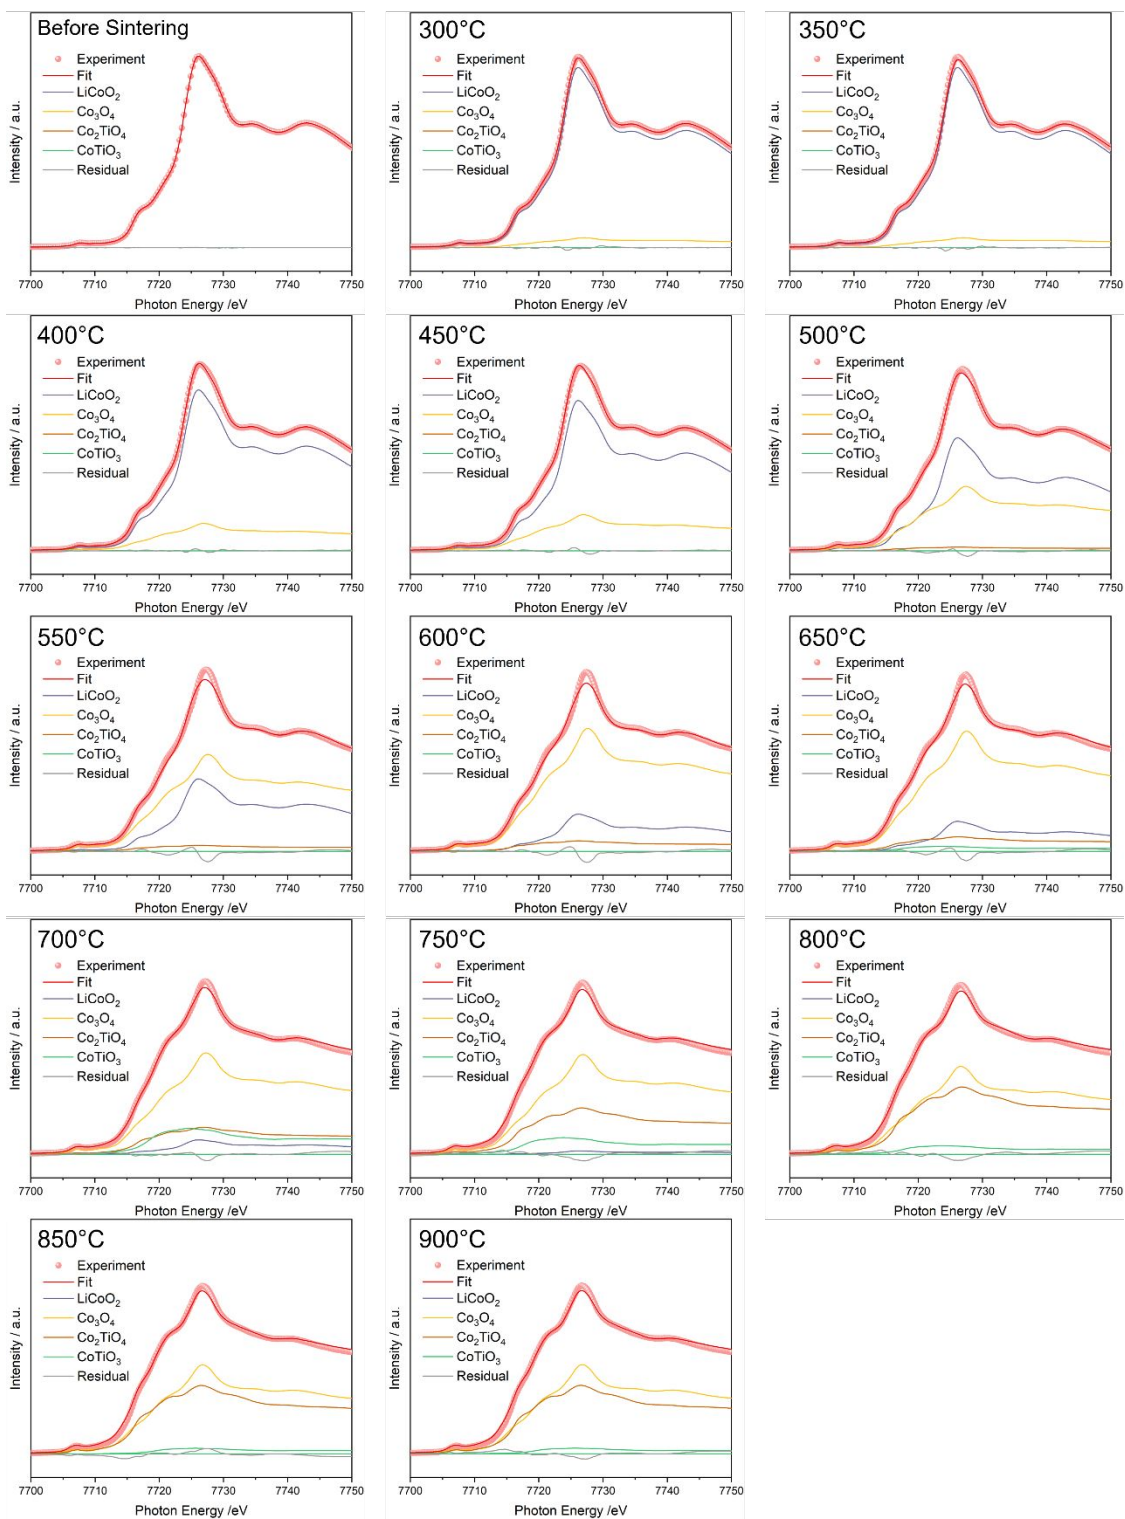 Before Sintering
Experiment
Fit
LiCoO₂
Co₃O₄
Co₂TiO₄
CoTiO₃
Residual
Intensity / a.u.
7700 7710 7720 7730 7740 7750
Photon Energy /eV
300°C
Experiment
Fit
LiCoO₂
Co₃O₄
Co₂TiO₄
CoTiO₃
Residual
Intensity / a.u.
7700 7710 7720 7730 7740 7750
Photon Energy /eV
350°C
Experiment
Fit
LiCoO₂
Co₃O₄
Co₂TiO₄
CoTiO₃
Residual
Intensity / a.u.
7700 7710 7720 7730 7740 7750
Photon Energy /eV
400°C
Experiment
Fit
LiCoO₂
Co₃O₄
Co₂TiO₄
CoTiO₃
Residual
Intensity / a.u.
7700 7710 7720 7730 7740 7750
Photon Energy /eV
450°C
Experiment
Fit
LiCoO₂
Co₃O₄
Co₂TiO₄
CoTiO₃
Residual
Intensity / a.u.
7700 7710 7720 7730 7740 7750
Photon Energy /eV
500°C
Experiment
Fit
LiCoO₂
Co₃O₄
Co₂TiO₄
CoTiO₃
Residual
Intensity / a.u.
7700 7710 7720 7730 7740 7750
Photon Energy /eV
550°C
Experiment
Fit
LiCoO₂
Co₃O₄
Co₂TiO₄
CoTiO₃
Residual
Intensity / a.u.
7700 7710 7720 7730 7740 7750
Photon Energy /eV
600°C
Experiment
Fit
LiCoO₂
Co₃O₄
Co₂TiO₄
CoTiO₃
Residual
Intensity / a.u.
7700 7710 7720 7730 7740 7750
Photon Energy /eV
650°C
Experiment
Fit
LiCoO₂
Co₃O₄
Co₂TiO₄
CoTiO₃
Residual
Intensity / a.u.
7700 7710 7720 7730 7740 7750
Photon Energy /eV
700°C
Experiment
Fit
LiCoO₂
Co₃O₄
Co₂TiO₄
CoTiO₃
Residual
Intensity / a.u.
7700 7710 7720 7730 7740 7750
Photon Energy /eV
750°C
Experiment
Fit
LiCoO₂
Co₃O₄
Co₂TiO₄
CoTiO₃
Residual
Intensity / a.u.
7700 7710 7720 7730 7740 7750
Photon Energy /eV
800°C
Experiment
Fit
LiCoO₂
Co₃O₄
Co₂TiO₄
CoTiO₃
Residual
Intensity / a.u.
7700 7710 7720 7730 7740 7750
Photon Energy /eV
850°C
Experiment
Fit
LiCoO₂
Co₃O₄
Co₂TiO₄
CoTiO₃
Residual
Intensity / a.u.
7700 7710 7720 7730 7740 7750
Photon Energy /eV
900°C
Experiment
Fit
LiCoO₂
Co₃O₄
Co₂TiO₄
CoTiO₃
Residual
Intensity / a.u.
7700 7710 7720 7730 7740 7750
Photon Energy /eV